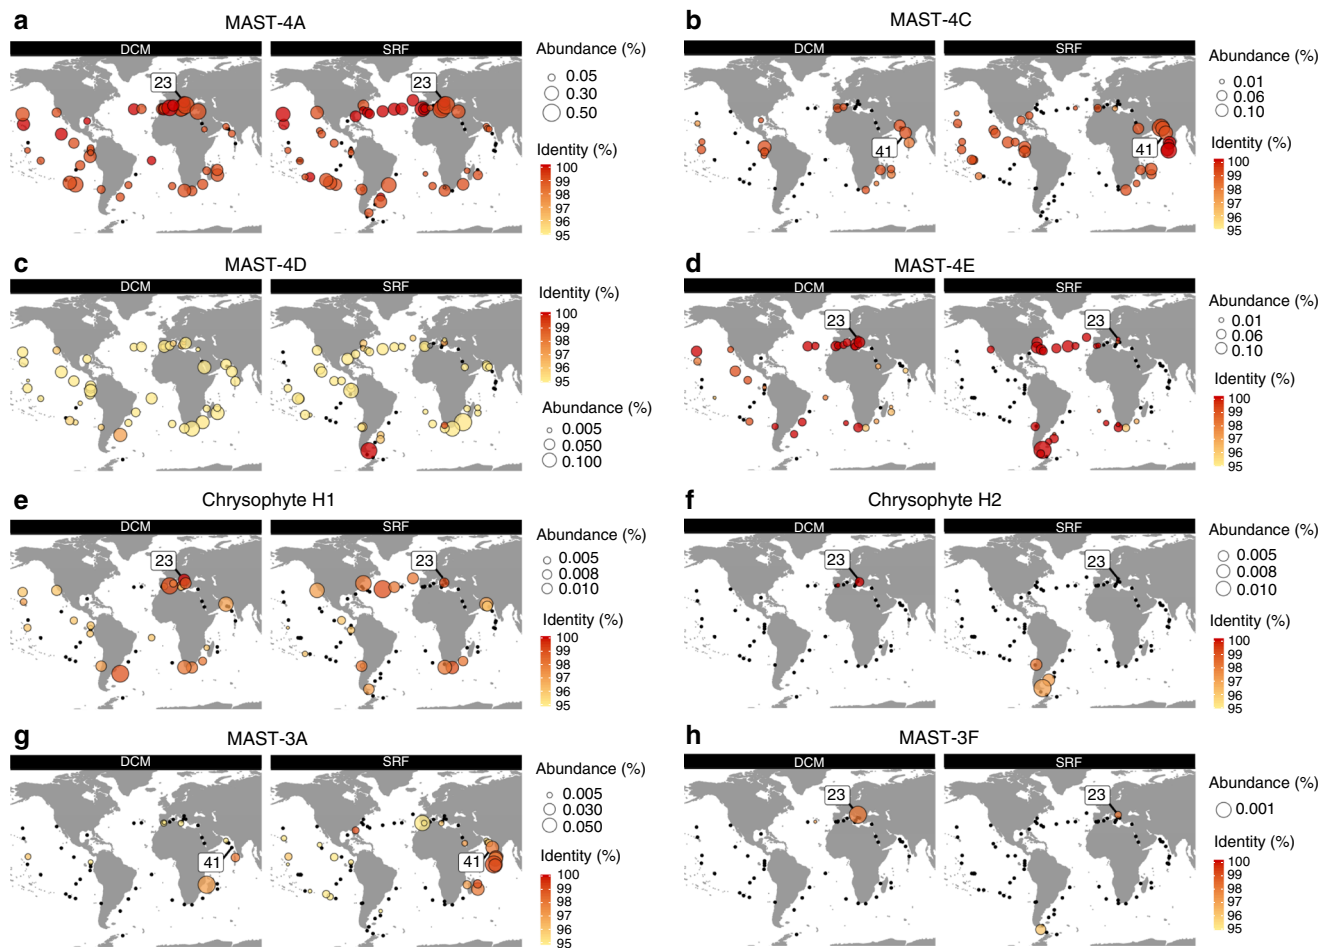 a
MAST-4A
DCM
SRF
23
23
Abundance (%)
0.05
0.30
0.50
Identity (%)
100
99
98
97
96
95
b
MAST-4C
DCM
SRF
41
41
Abundance (%)
0.01
0.06
0.10
Identity (%)
100
99
98
97
96
95
c
MAST-4D
DCM
SRF
Identity (%)
100
99
98
97
96
95
Abundance (%)
0.005
0.050
0.100
d
MAST-4E
DCM
SRF
23
23
Abundance (%)
0.01
0.06
0.10
Identity (%)
100
99
98
97
96
95
e
Chrysophyte H1
DCM
SRF
23
23
Abundance (%)
0.005
0.008
0.010
Identity (%)
100
99
98
97
96
95
f
Chrysophyte H2
DCM
SRF
23
23
Abundance (%)
0.005
0.008
0.010
Identity (%)
100
99
98
97
96
95
g
MAST-3A
DCM
SRF
41
41
Abundance (%)
0.005
0.030
0.050
Identity (%)
100
99
98
97
96
95
h
MAST-3F
DCM
SRF
23
23
Abundance (%)
0.001
Identity (%)
100
99
98
97
96
95